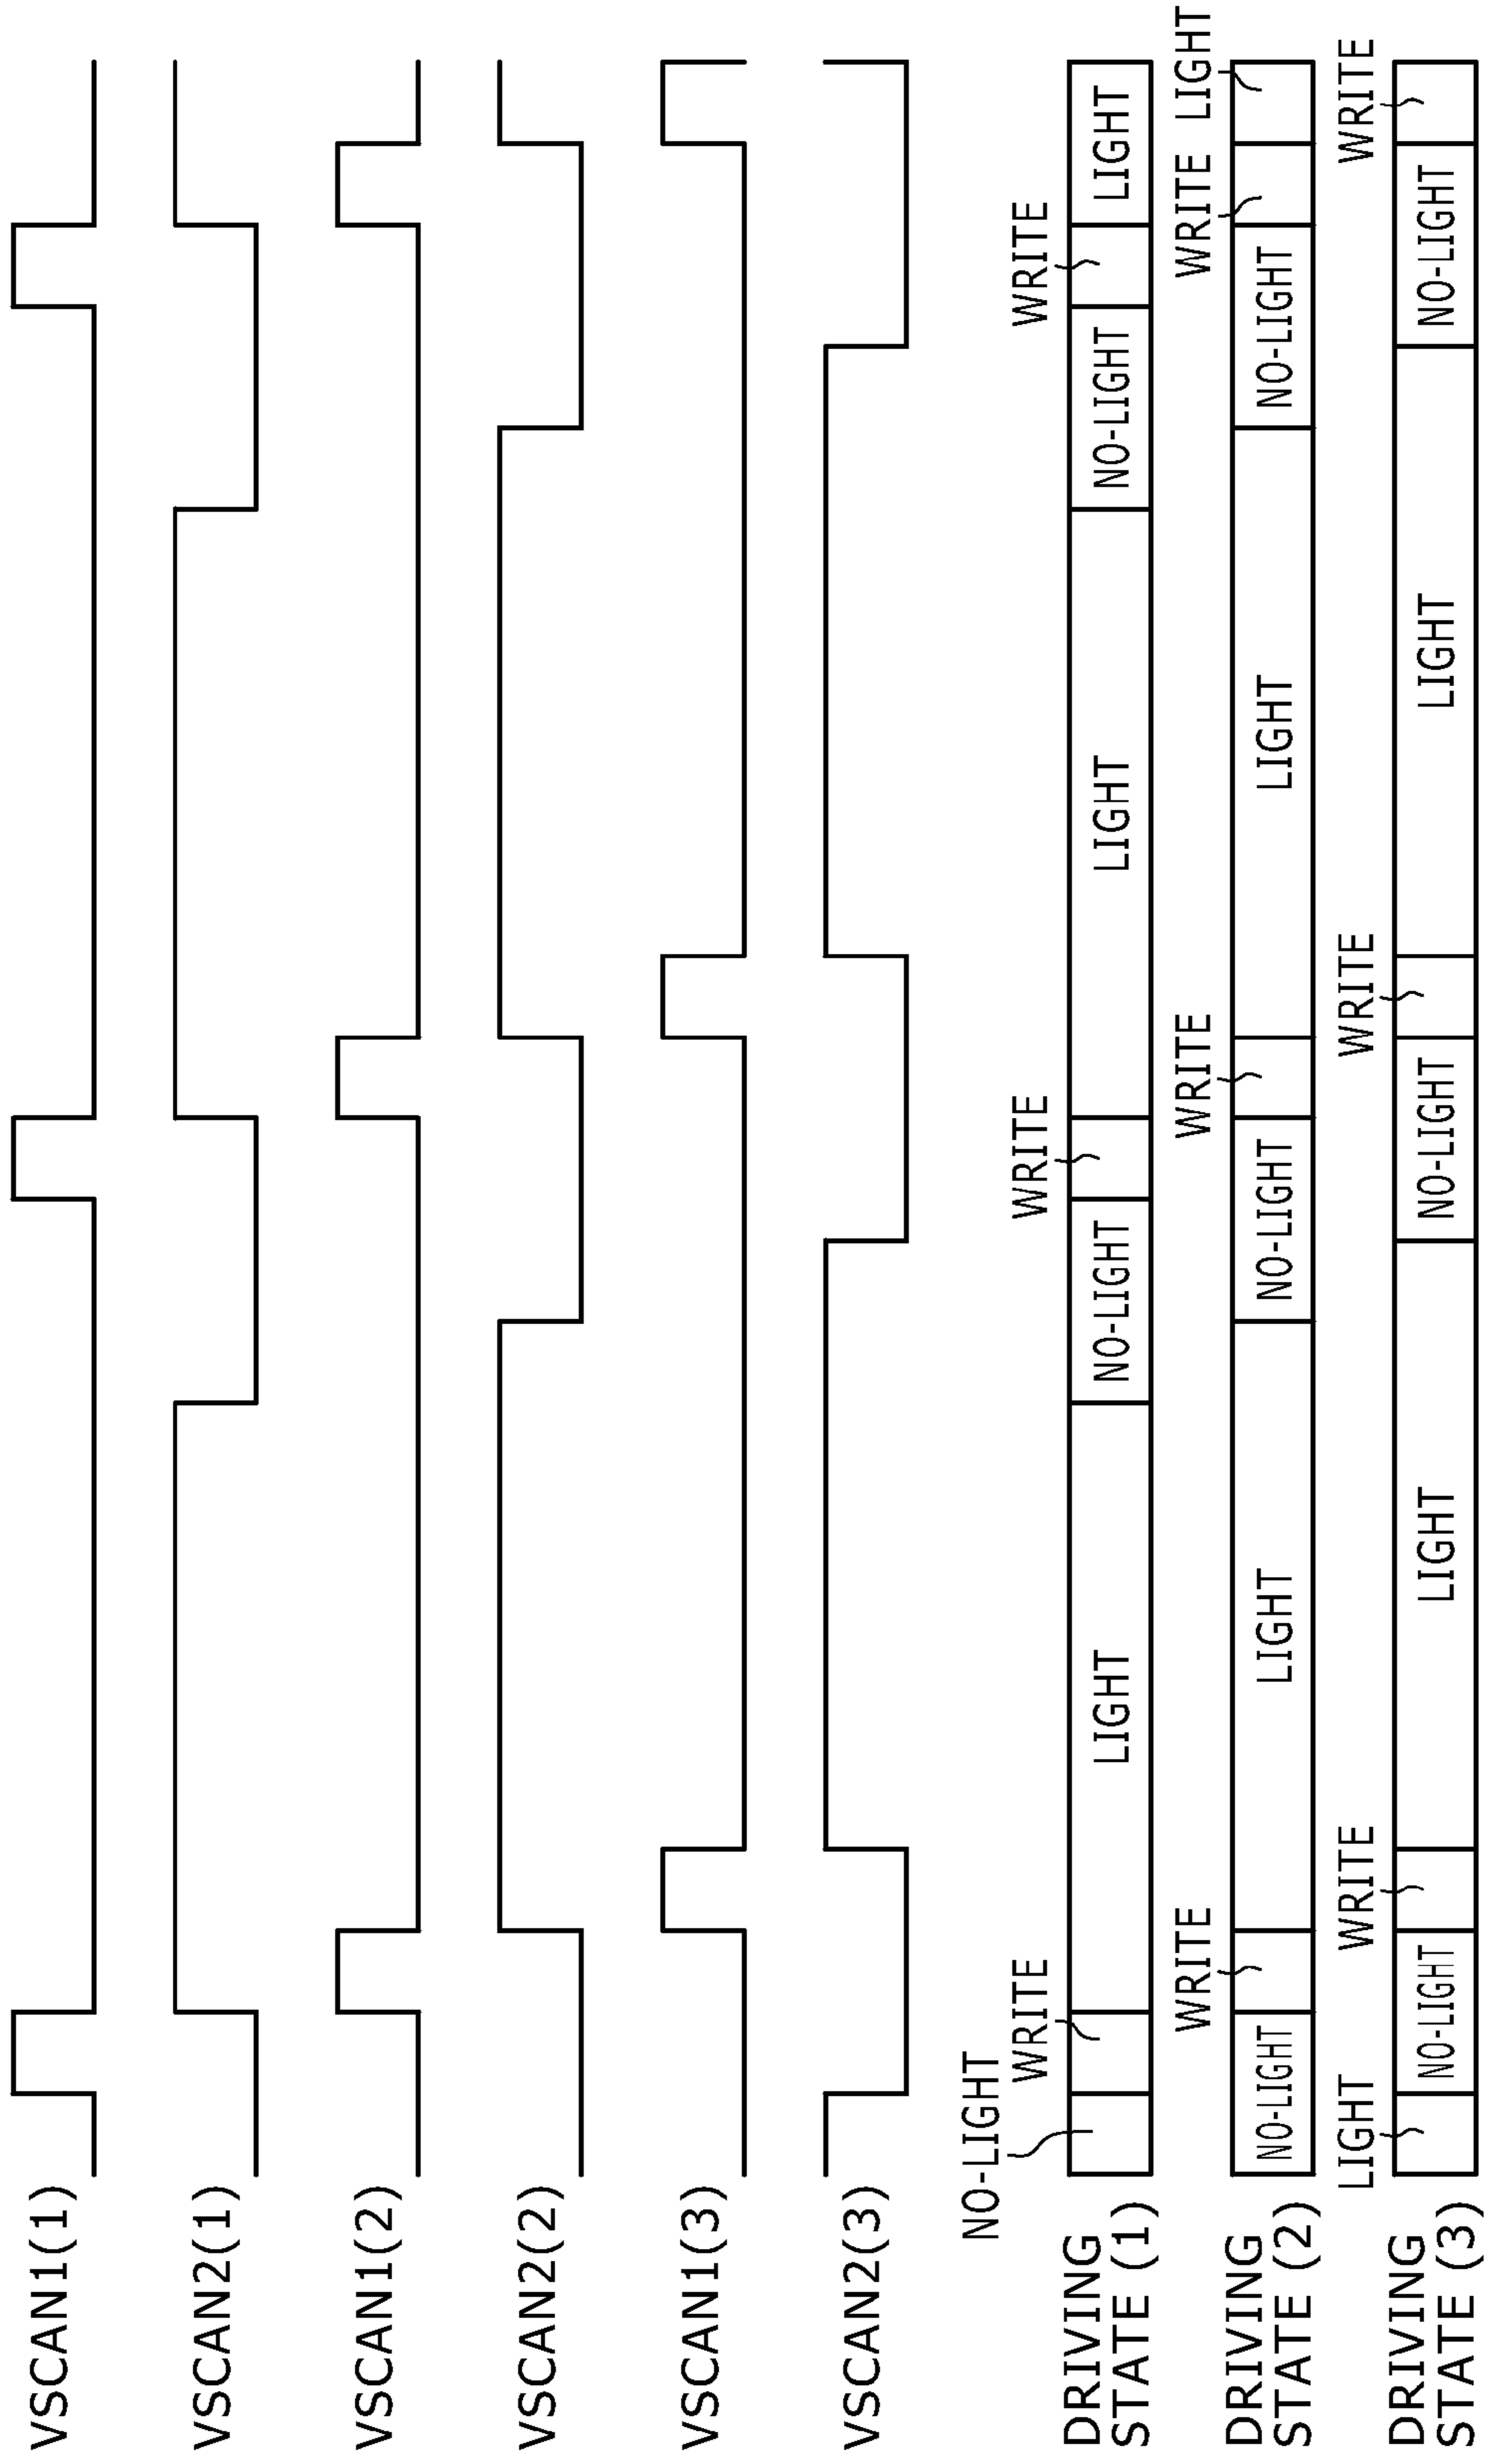 VSCAN1(1)
VSCAN2(1)
VSCAN1(2)
VSCAN2(2)
VSCAN1(3)
VSCAN2(3)
NO-LIGHT
WRITE
WRITE
WRITE
DRIVING
STATE (1)
LIGHT
NO-LIGHT
LIGHT
NO-LIGHT
LIGHT
WRITE
WRITE
WRITE
LIGHT
DRIVING
STATE (2)
NO-LIGHT
LIGHT
NO-LIGHT
LIGHT
NO-LIGHT
LIGHT
WRITE
WRITE
WRITE
DRIVING
STATE (3)
NO-LIGHT
LIGHT
NO-LIGHT
LIGHT
NO-LIGHT